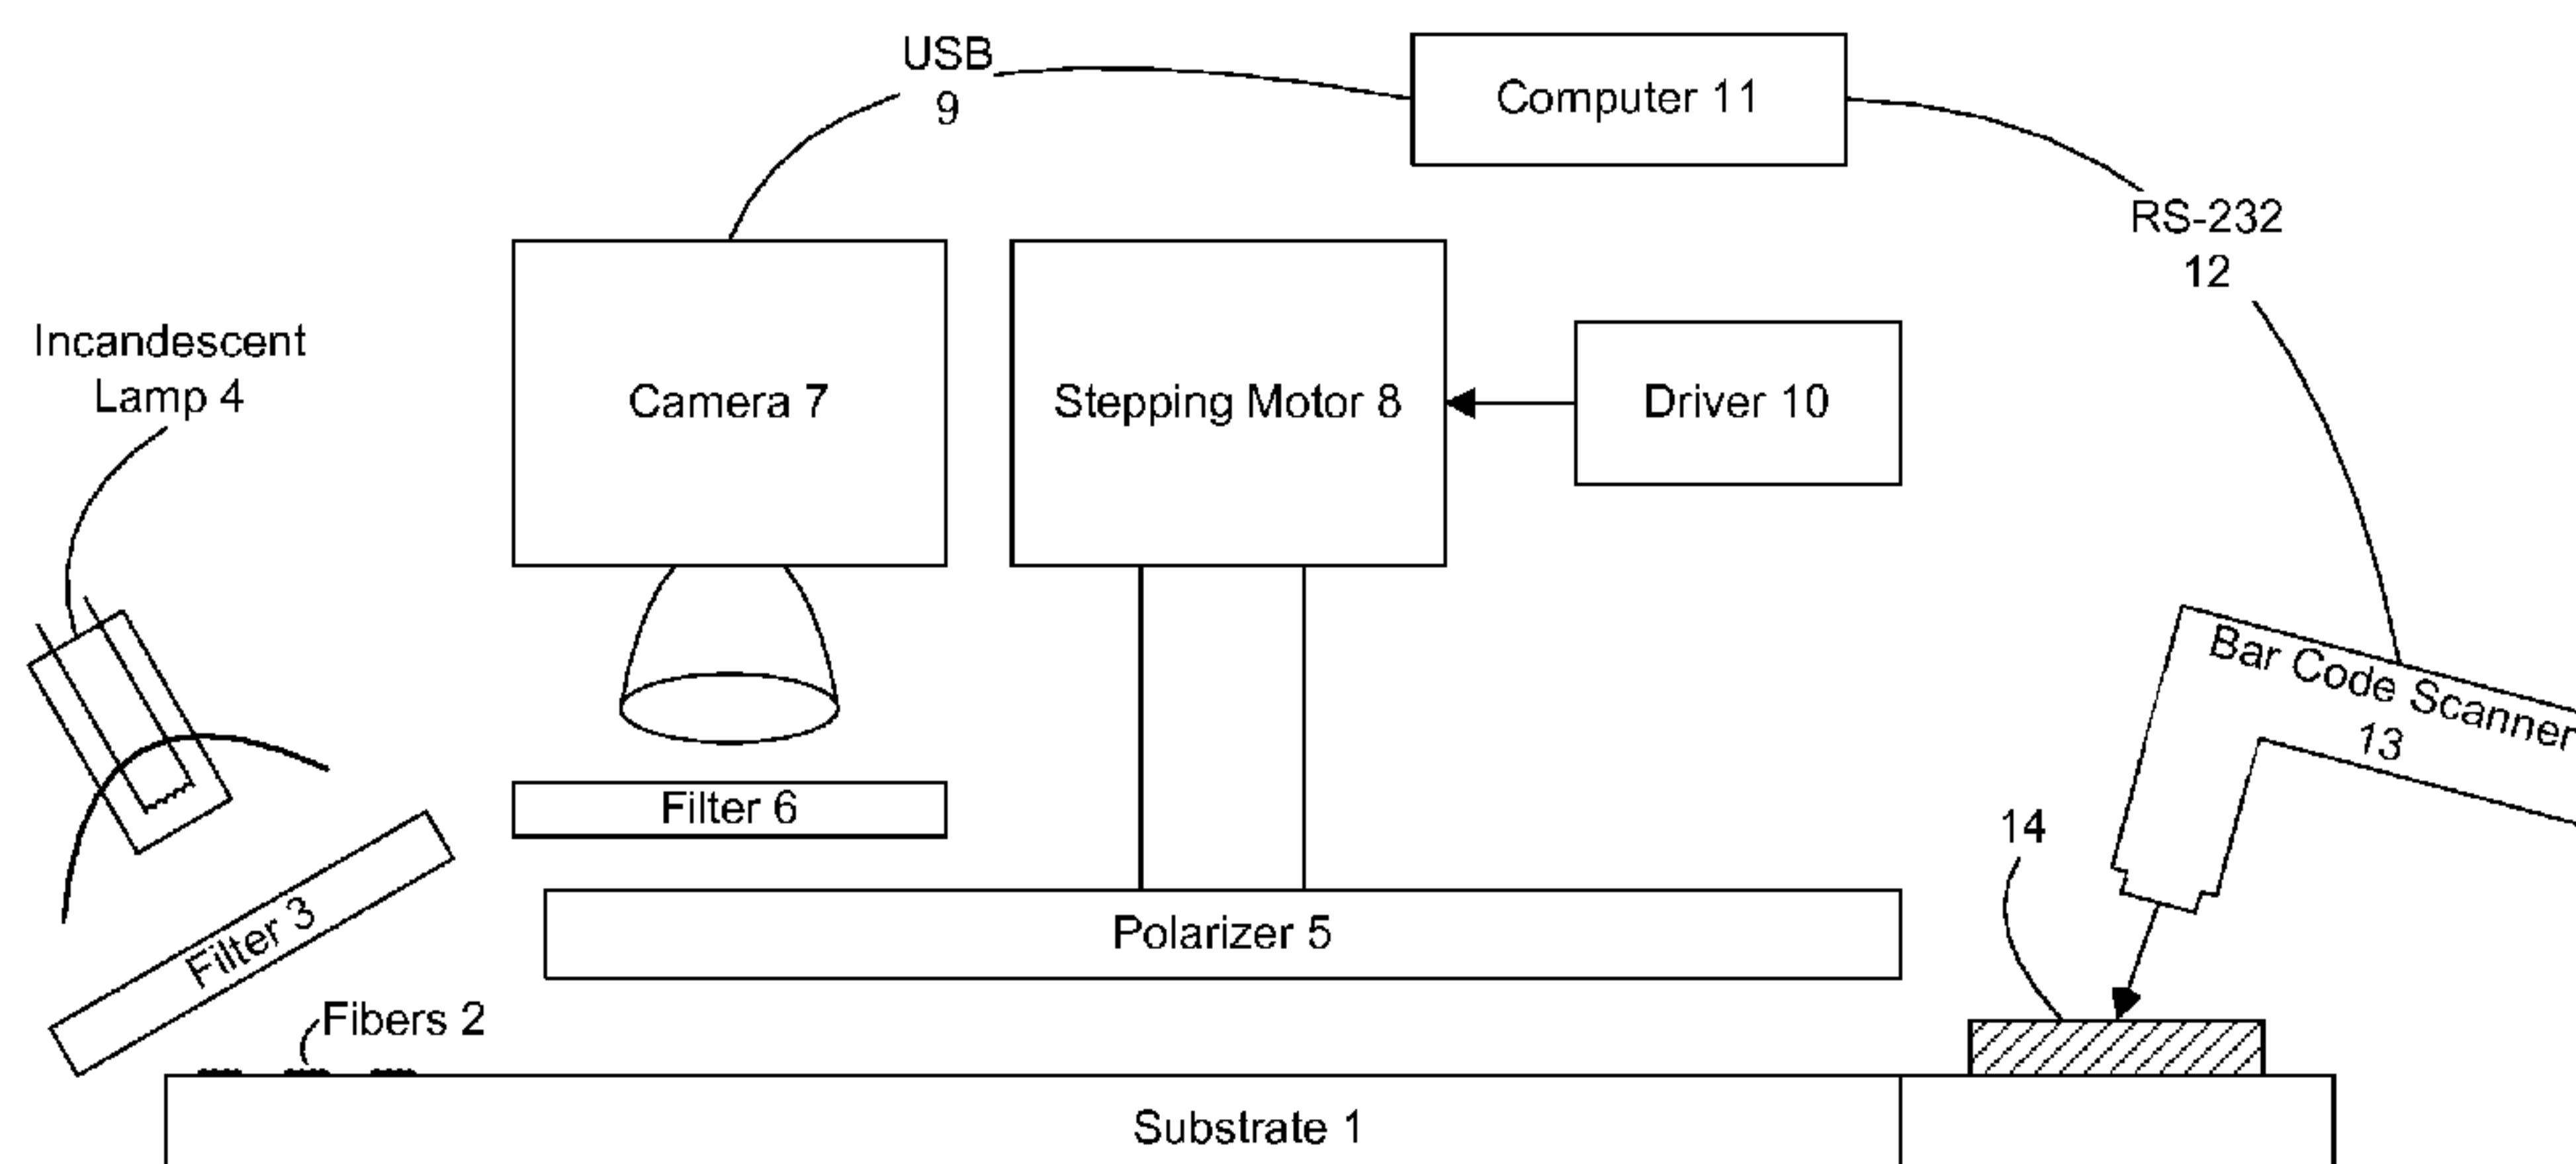 USB
9
Computer 11
RS-232
12
Incandescent
Lamp 4
Camera 7
Stepping Motor 8
Driver 10
Bar Code Scanner
13
Filter 6
14
Filter 3
Polarizer 5
Fibers 2
Substrate 1